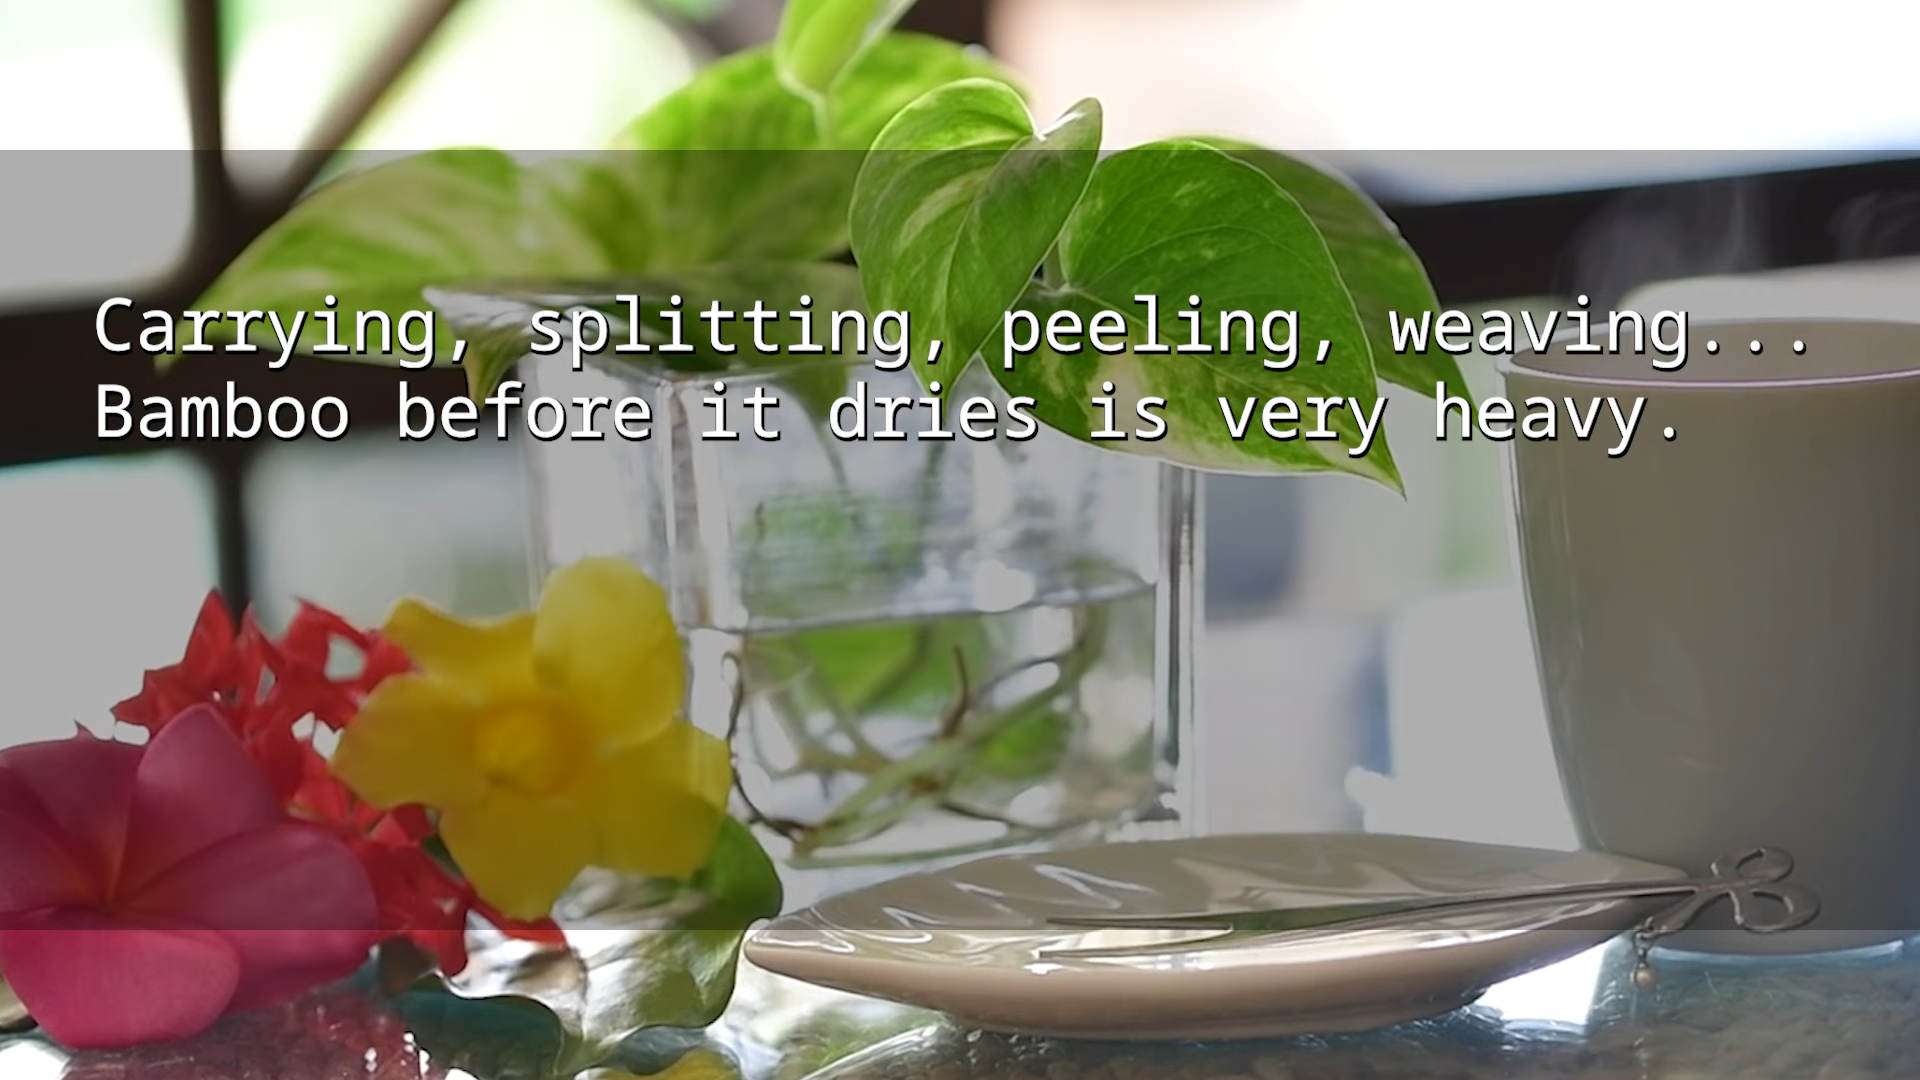 Carrying, splitting, peeling, weaving...
Bamboo before it dries is very heavy.